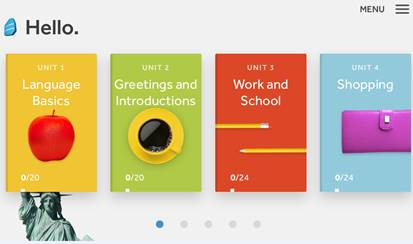 MENU
Hello.
UNIT 1
Language
Basics
0/20
UNIT 2
Greetings and
Introductions
0/20
UNIT 3
Work and
School
0/24
UNIT 4
Shopping
0/24